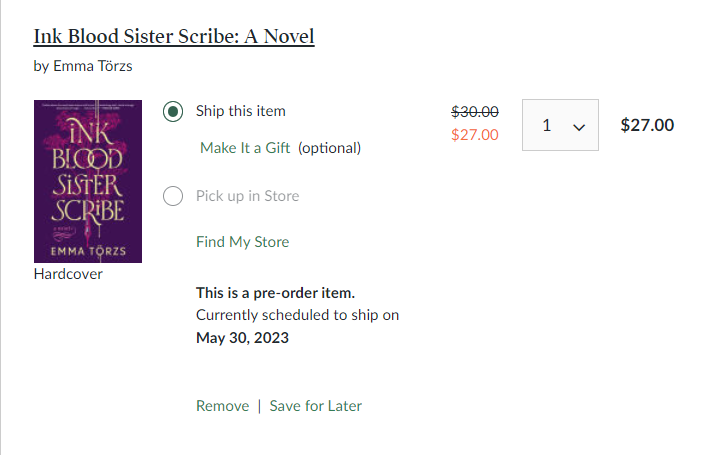 Ink Blood Sister Scribe: A Novel
by Emma Törzs
INK
BLOOD
SISTER
SCRIBE
EMMA TÖRZS
Hardcover
Ship this item
$30.00
$27.00
1
$27.00
Make It a Gift (optional)
Pick up in Store
Find My Store
This is a pre-order item.
Currently scheduled to ship on
May 30, 2023
Remove | Save for Later